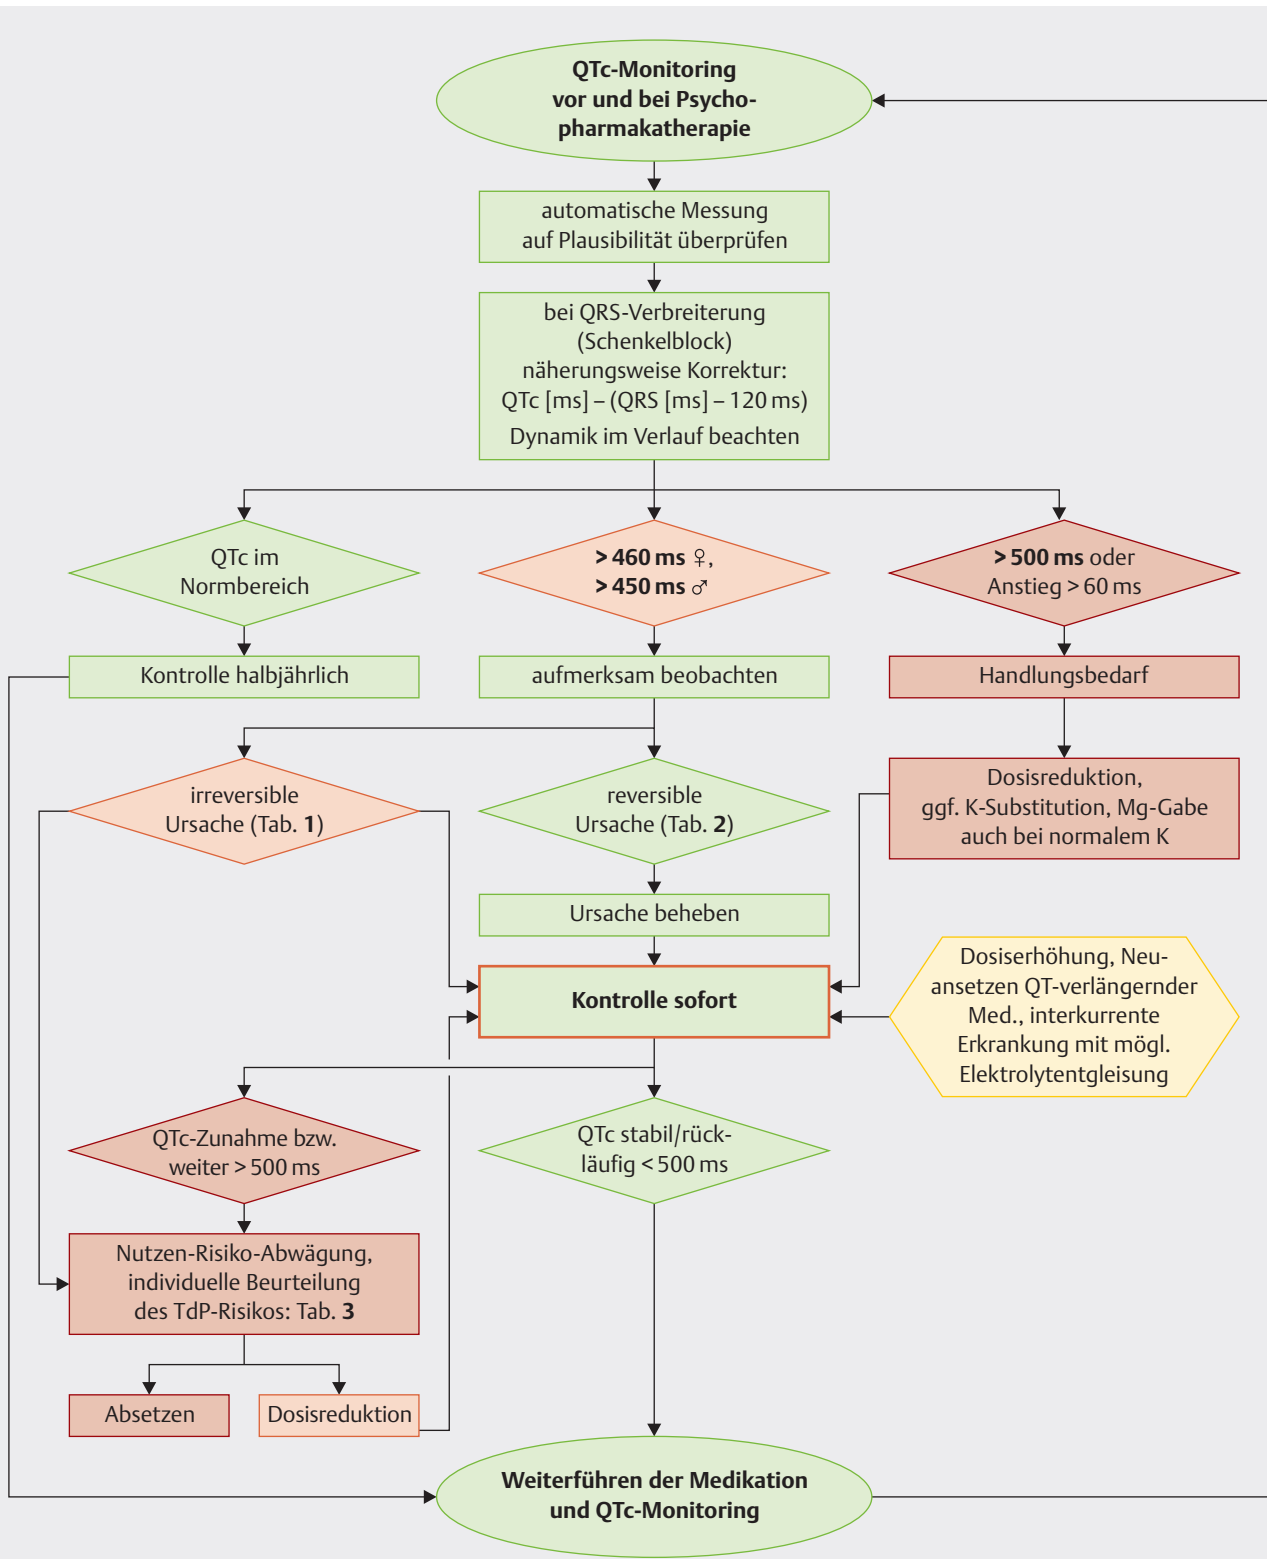 QTc-Monitoring
vor und bei Psycho-
pharmakatherapie
automatische Messung
auf Plausibilität überprüfen
bei QRS-Verbreiterung
(Schenkelblock)
näherungsweise Korrektur:
QTc [ms] – (QRS [ms] – 120 ms)
Dynamik im Verlauf beachten
QTc im
Normbereich
> 460 ms ♀,
> 450 ms ♂
> 500 ms oder
Anstieg > 60 ms
Kontrolle halbjährlich
aufmerksam beobachten
Handlungsbedarf
irreversible
Ursache (Tab. 1)
reversible
Ursache (Tab. 2)
Dosisreduktion,
ggf. K-Substitution, Mg-Gabe
auch bei normalem K
Ursache beheben
Kontrolle sofort
Dosiserhöhung, Neu-
ansetzen QT-verlängernder
Med., interkurrente
Erkrankung mit mögl.
Elektrolytentgleisung
QTc-Zunahme bzw.
weiter > 500 ms
QTc stabil/rück-
läufig < 500 ms
Nutzen-Risiko-Abwägung,
individuelle Beurteilung
des TdP-Risikos: Tab. 3
Absetzen
Dosisreduktion
Weiterführen der Medikation
und QTc-Monitoring